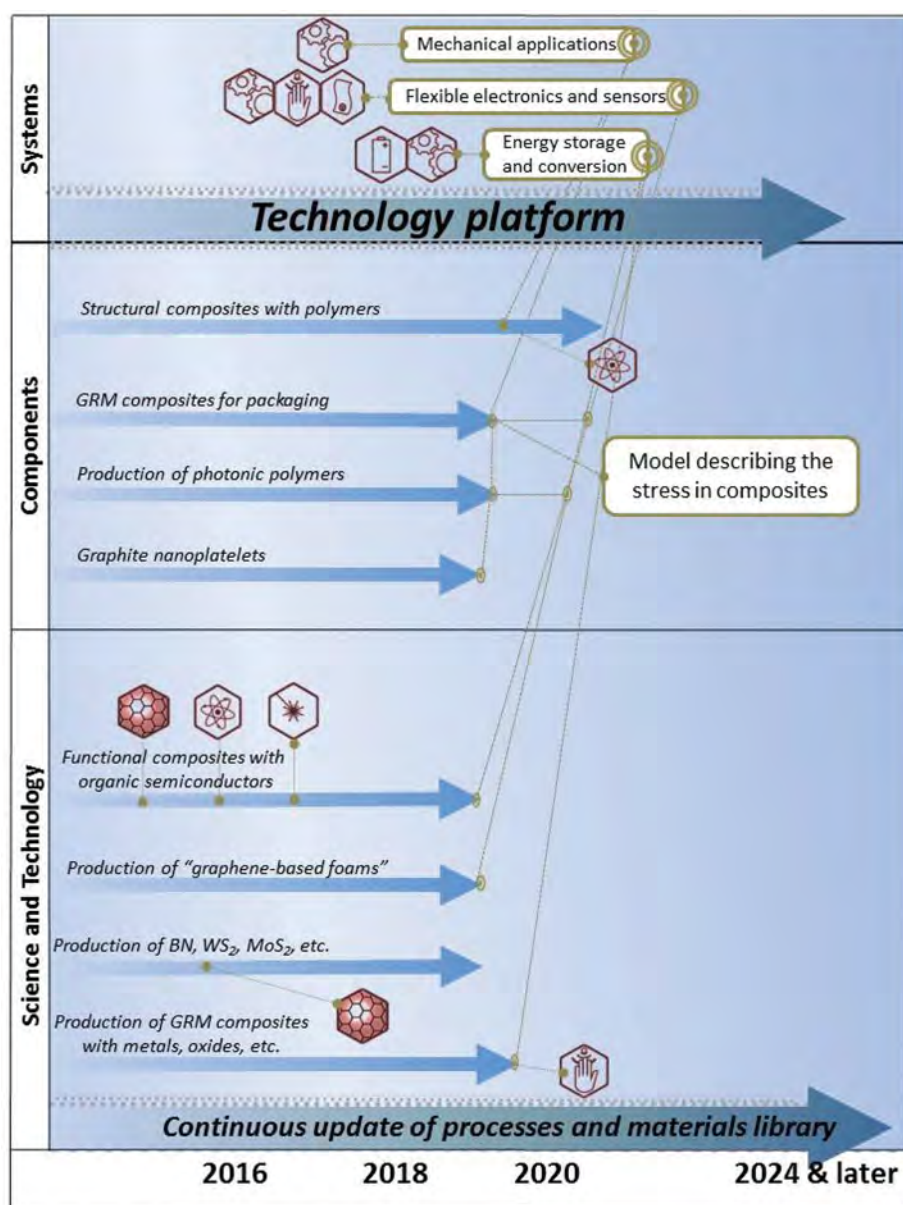 Systems
Mechanical applications
Flexible electronics and sensors
Energy storage
and conversion
Technology platform
Components
Structural composites with polymers
GRM composites for packaging
Production of photonic polymers
Model describing the
stress in composites
Graphite nanoplatelets
Science and Technology
Functional composites with
organic semiconductors
Production of “graphene-based foams”
Production of BN, WS₂, MoS₂, etc.
Production of GRM composites
with metals, oxides, etc.
Continuous update of processes and materials library
2016 2018 2020 2024 & later